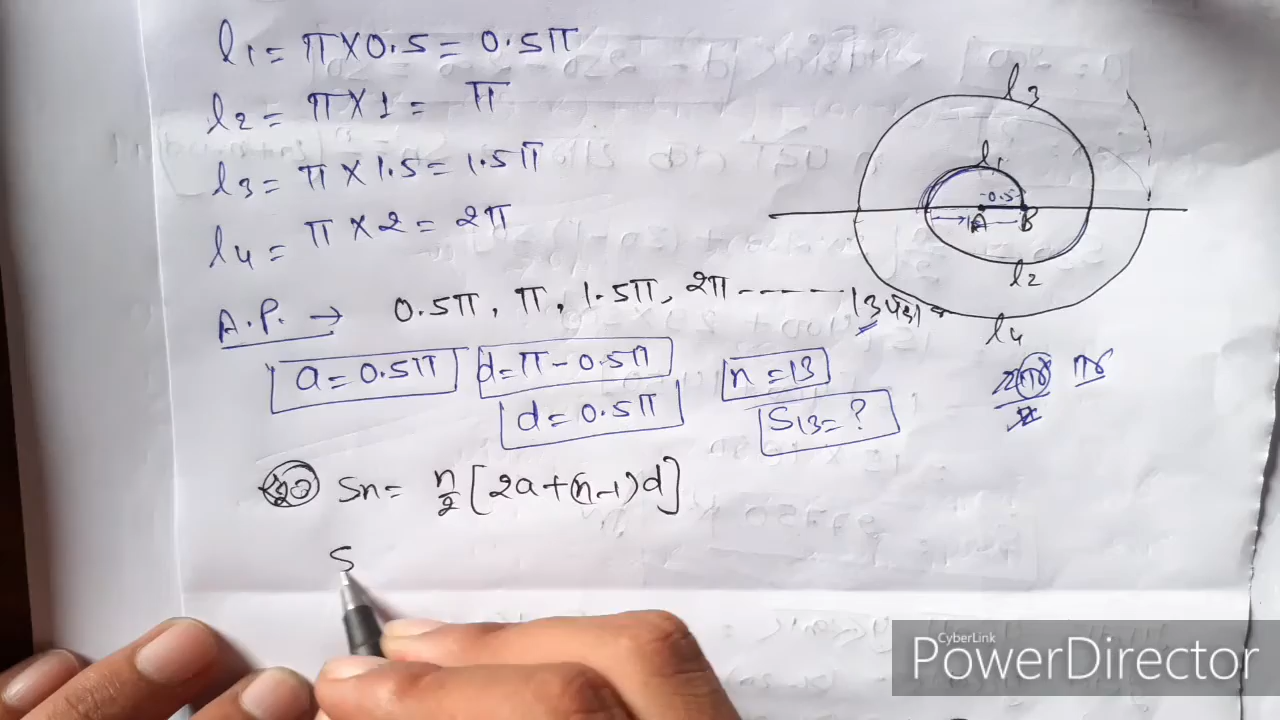 l1 = π×0.5 = 0.5π
l2 = π×1 = π
l3 = π×1.5 = 1.5π
l4 = π×2 = 2π
A.P. → 0.5π, π, 1.5π, 2π ------ 13
a = 0.5π
d = π - 0.5π
n = 13
d = 0.5π
S13 = ?
Sn = n/2 [2a+(n-1)d]
S
l3
l1
0.5
A
B
l2
l4
πr
CyberLink
PowerDirector